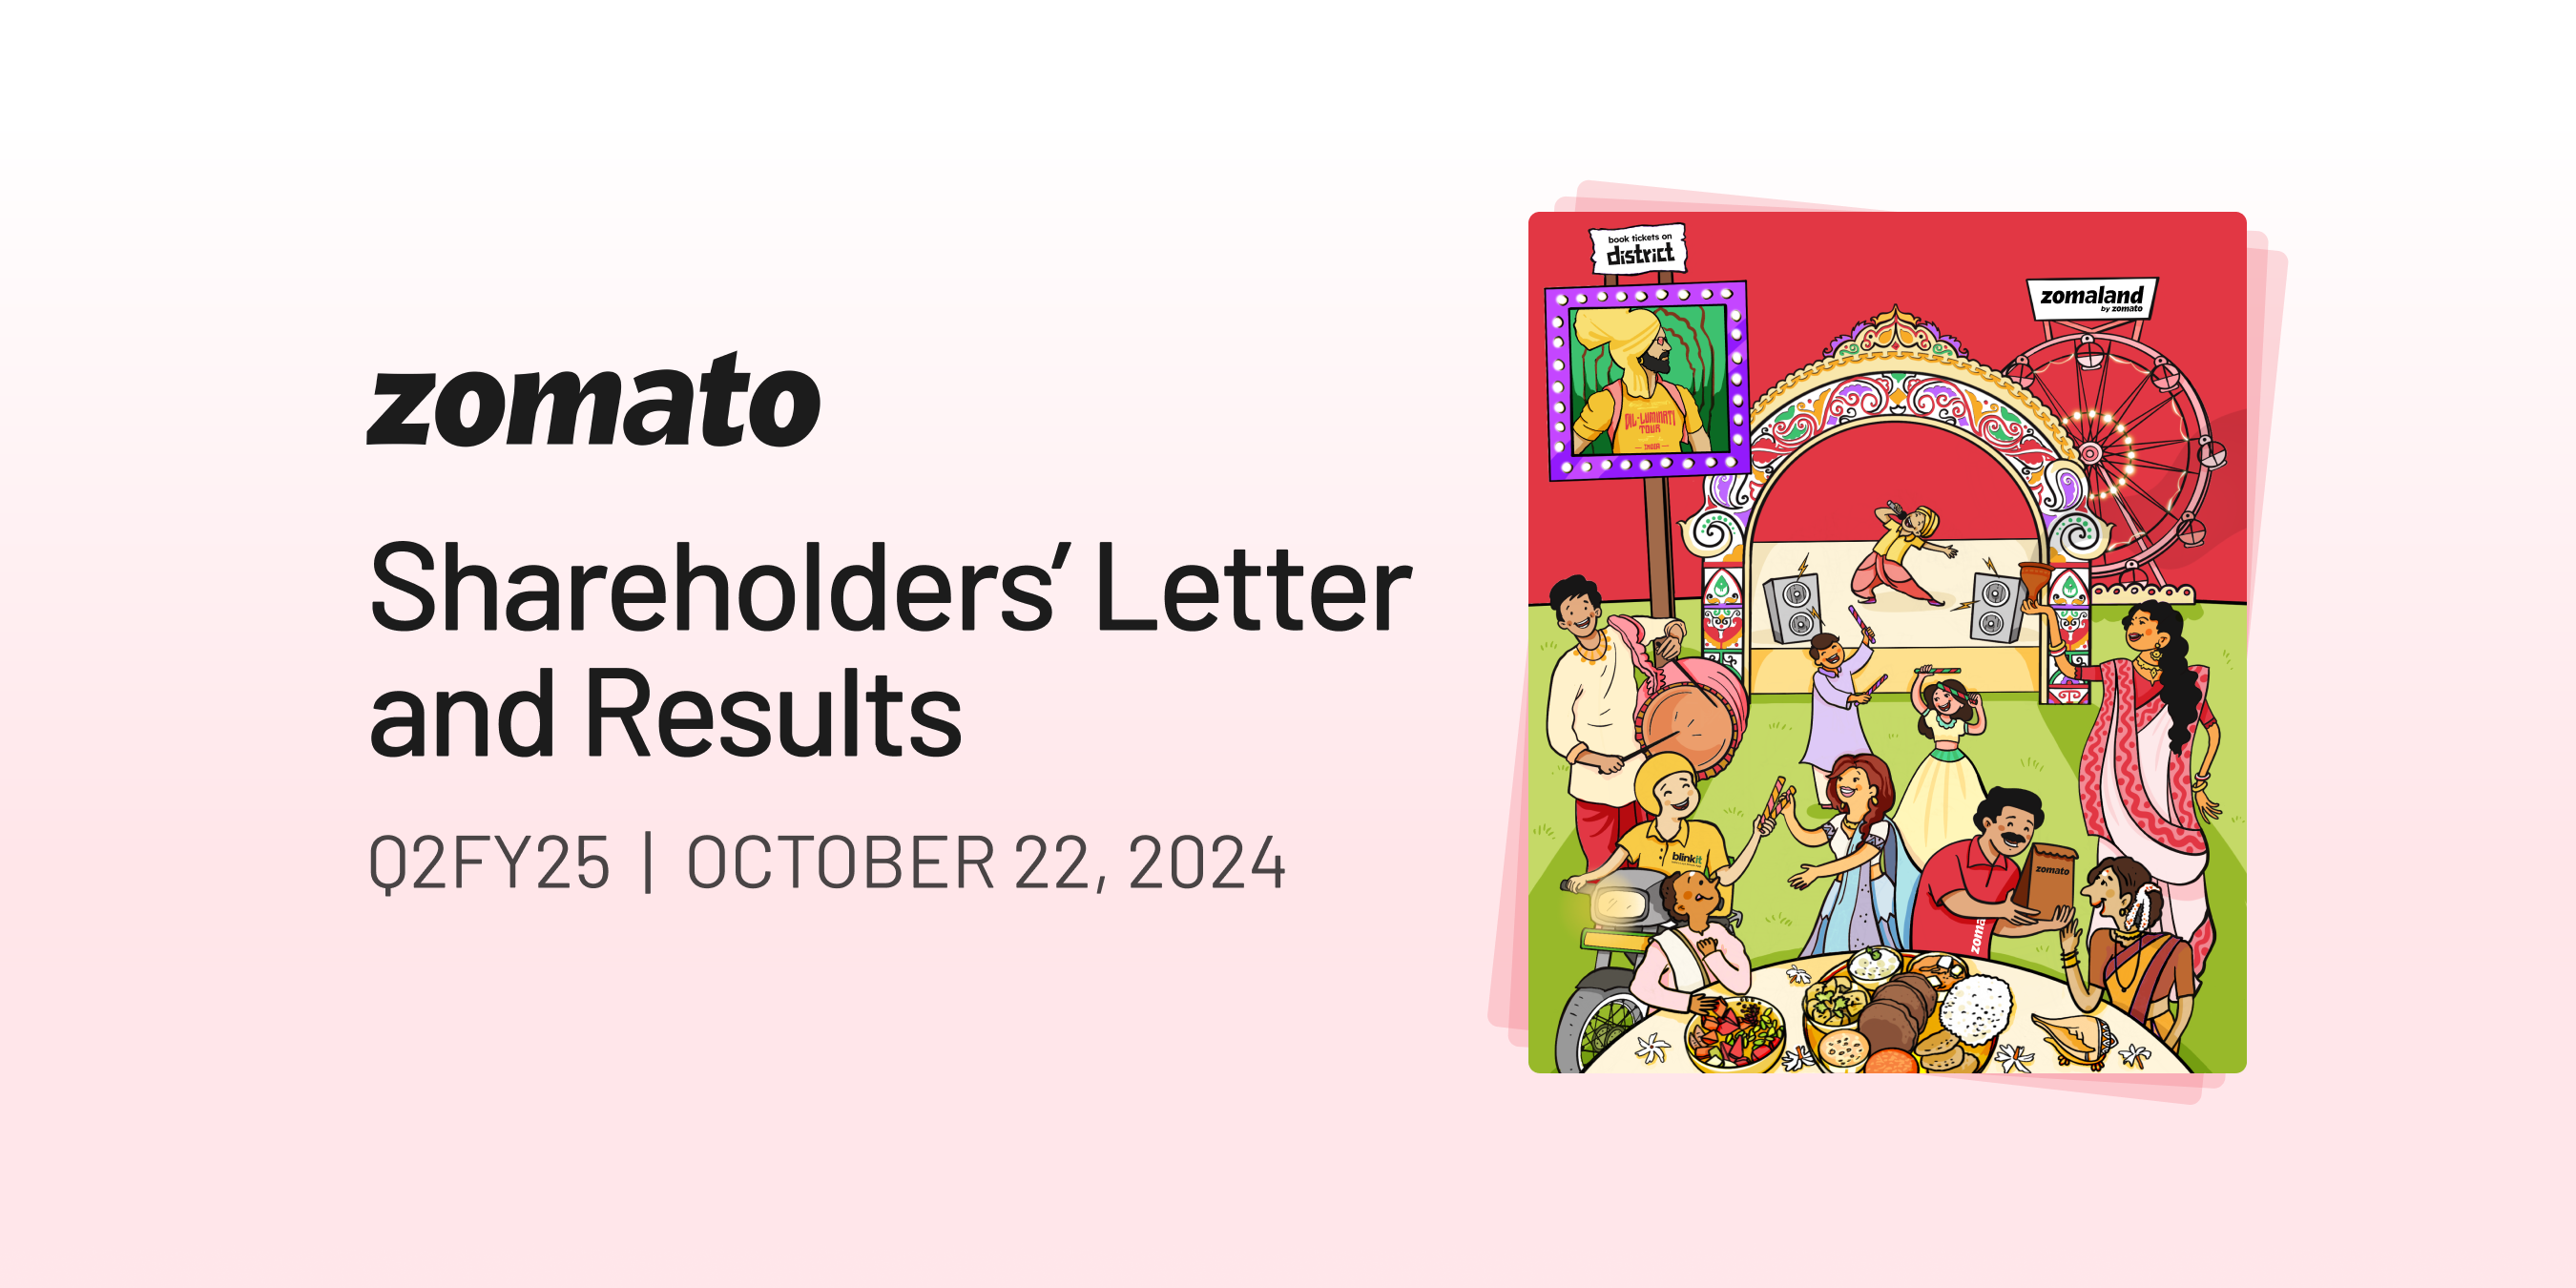 zomato
Shareholders’ Letter
and Results
Q2FY25 | OCTOBER 22, 2024
book tickets on
district
zomaland
by zomato
DIL-LUMINATI
TOUR
blinkit
zomato
zoma